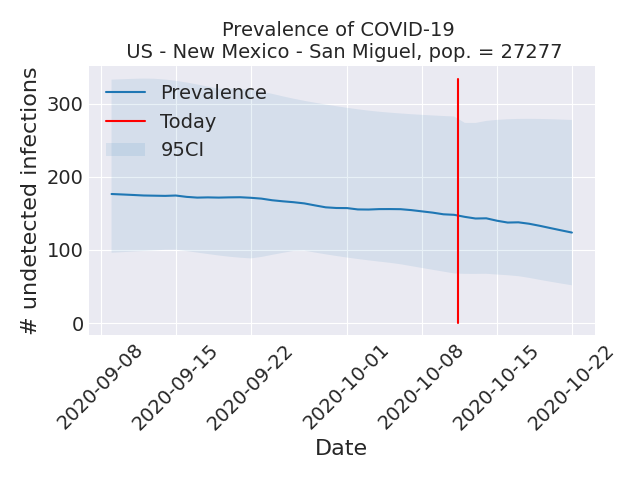 Prevalence of COVID-19
US - New Mexico - San Miguel, pop. = 27277
# undetected infections
300
200
100
0
Prevalence
Today
95CI
2020-09-08
2020-09-15
2020-09-22
2020-10-01
2020-10-08
2020-10-15
2020-10-22
Date